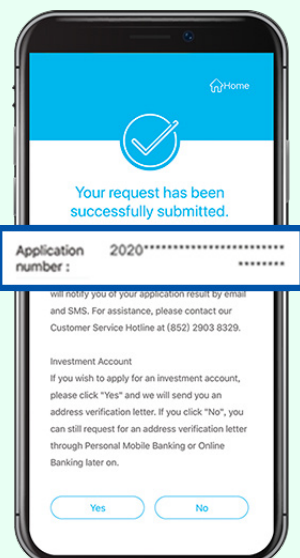 Home
Your request has been
successfully submitted.
Application 2020************************
number : ********
will notify you of your application result by email
and SMS. For assistance, please contact our
Customer Service Hotline at (852) 2903 8329.
Investment Account
If you wish to apply for an investment account,
please click "Yes" and we will send you an
address verification letter. If you click "No", you
can still request for an address verification letter
through Personal Mobile Banking or Online
Banking later on.
Yes
No